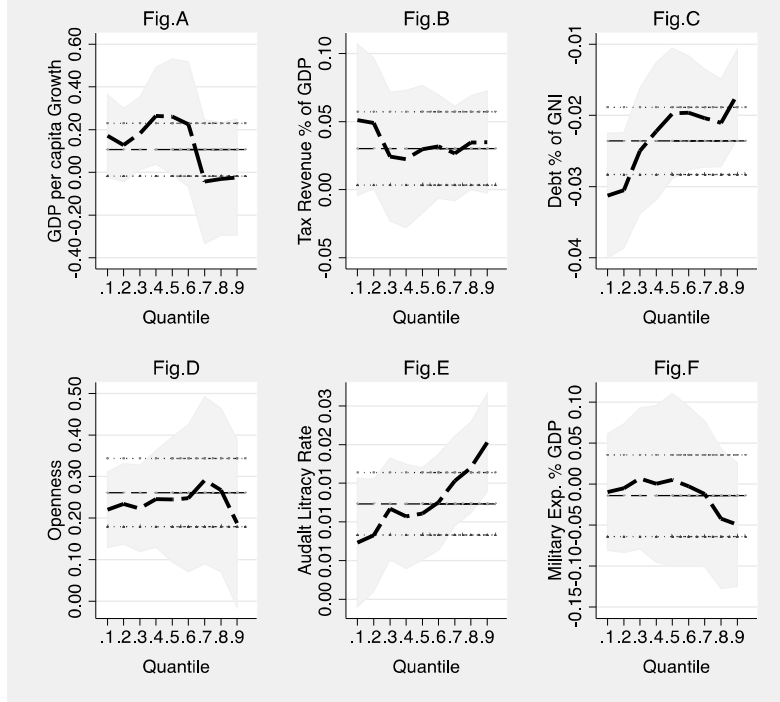 Fig.A
GDP per capita Growth
-0.40 -0.20 0.00 0.20 0.40 0.60
.1 .2 .3 .4 .5 .6 .7 .8 .9
Quantile
Fig.B
Tax Revenue % of GDP
-0.05 0.00 0.05 0.10
.1 .2 .3 .4 .5 .6 .7 .8 .9
Quantile
Fig.C
Debt % of GNI
-0.04 -0.03 -0.02 -0.01
.1 .2 .3 .4 .5 .6 .7 .8 .9
Quantile
Fig.D
Openness
0.00 0.10 0.20 0.30 0.40 0.50
.1 .2 .3 .4 .5 .6 .7 .8 .9
Quantile
Fig.E
Audalt Litracy Rate
0.00 0.01 0.01 0.01 0.02 0.03
.1 .2 .3 .4 .5 .6 .7 .8 .9
Quantile
Fig.F
Military Exp. % GDP
-0.15 -0.10 -0.05 0.00 0.05 0.10
.1 .2 .3 .4 .5 .6 .7 .8 .9
Quantile